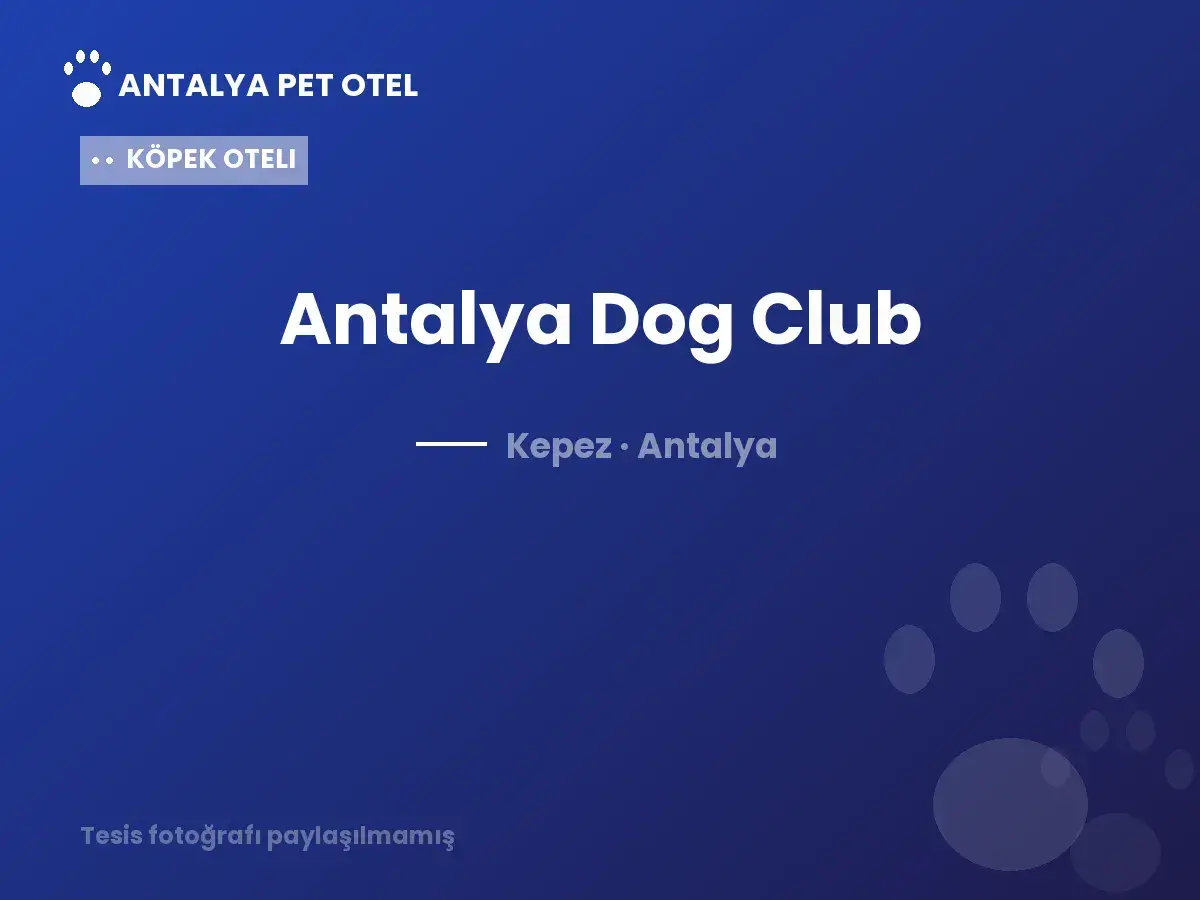 ANTALYA PET OTEL
KÖPEK OTELI
Antalya Dog Club
Kepez · Antalya
Tesis fotoğrafı paylaşılmamış